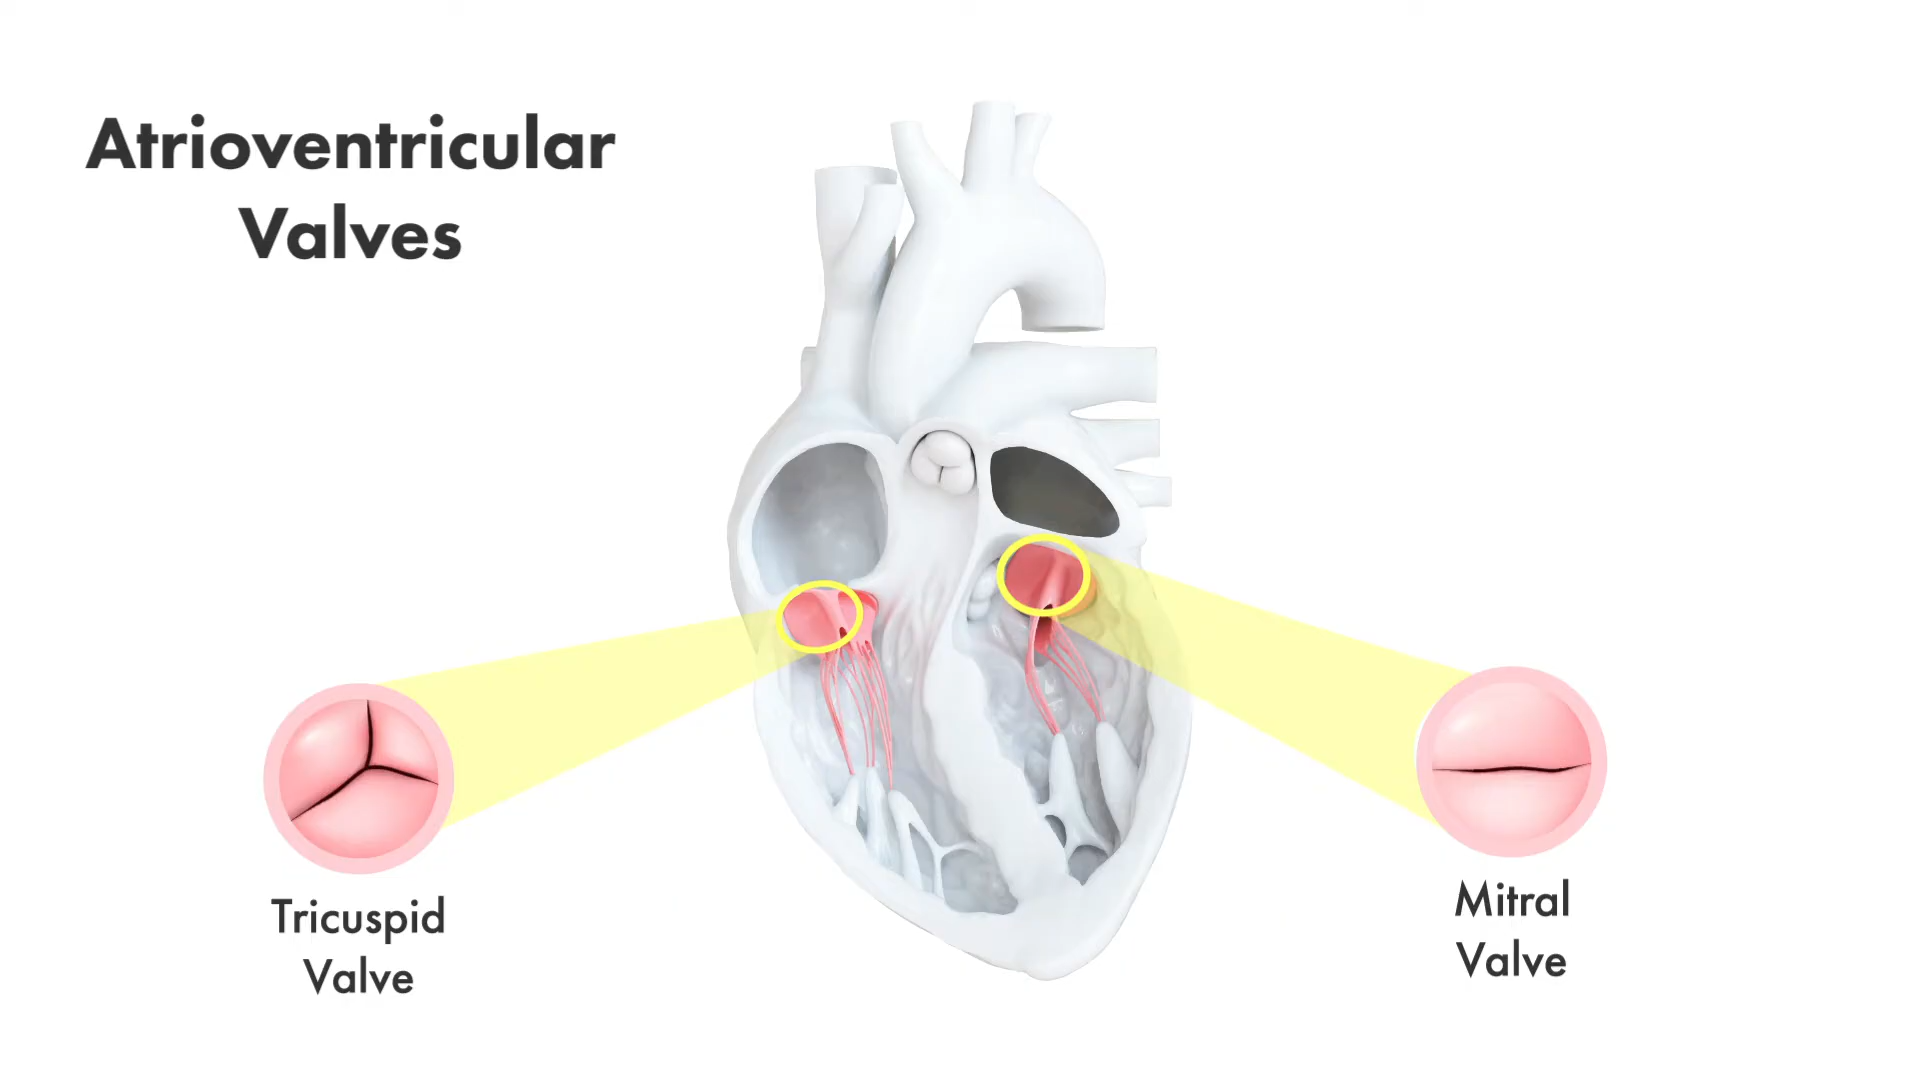 Atrioventricular
Valves
Tricuspid
Valve
Mitral
Valve